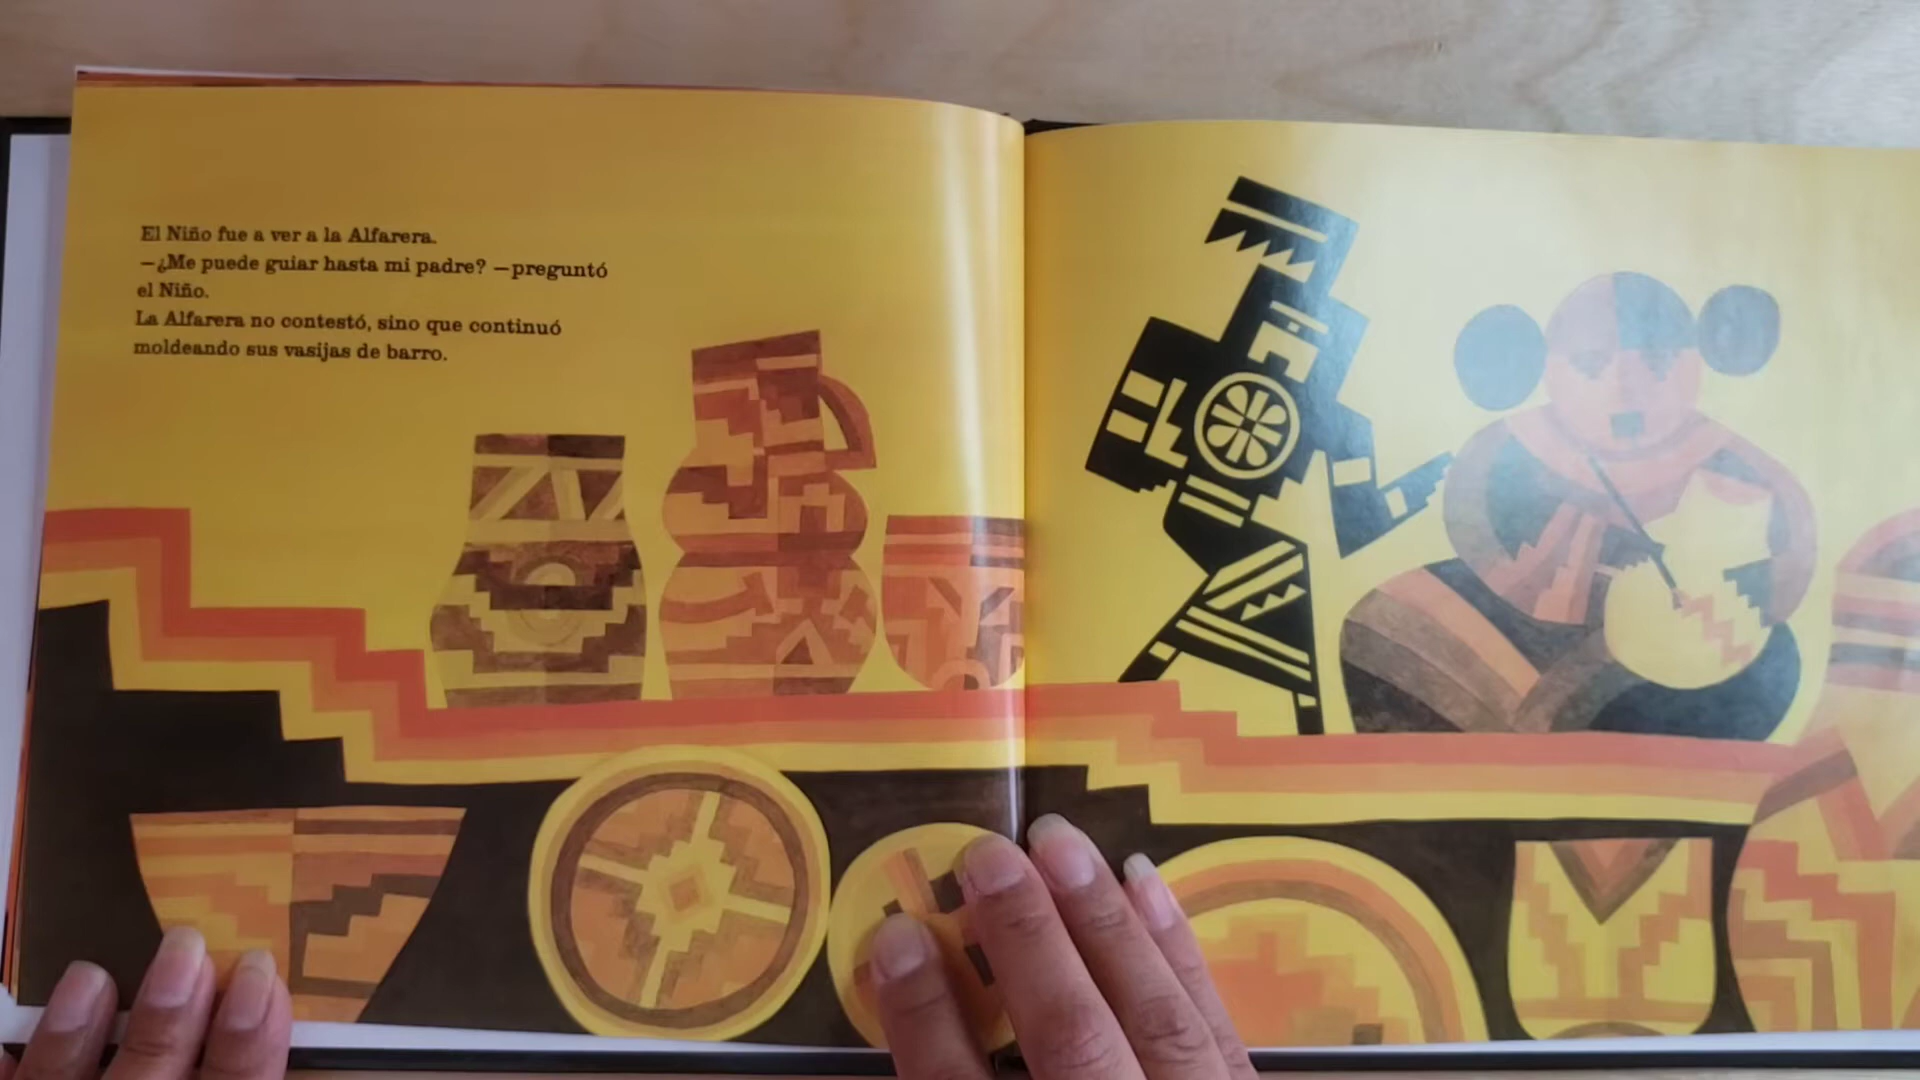 El Niño fue a ver a la Alfarera.
—¿Me puede guiar hasta mi padre? —preguntó
el Niño.
La Alfarera no contestó, sino que continuó
moldeando sus vasijas de barro.